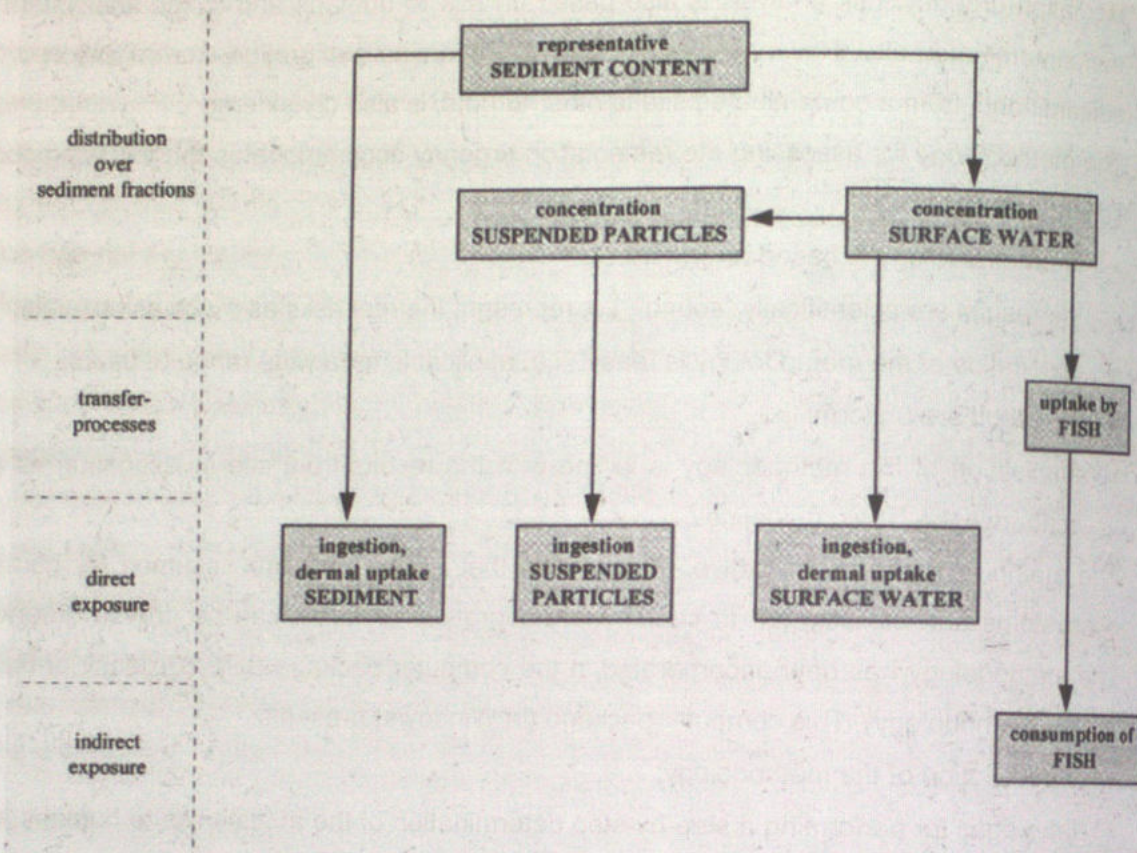 representative
SEDIMENT CONTENT
distribution
over
sediment fractions
concentration
SUSPENDED PARTICLES
concentration
SURFACE WATER
transfer-
processes
uptake by
FISH
direct
exposure
ingestion,
dermal uptake
SEDIMENT
ingestion
SUSPENDED
PARTICLES
ingestion,
dermal uptake
SURFACE WATER
indirect
exposure
consumption of
FISH